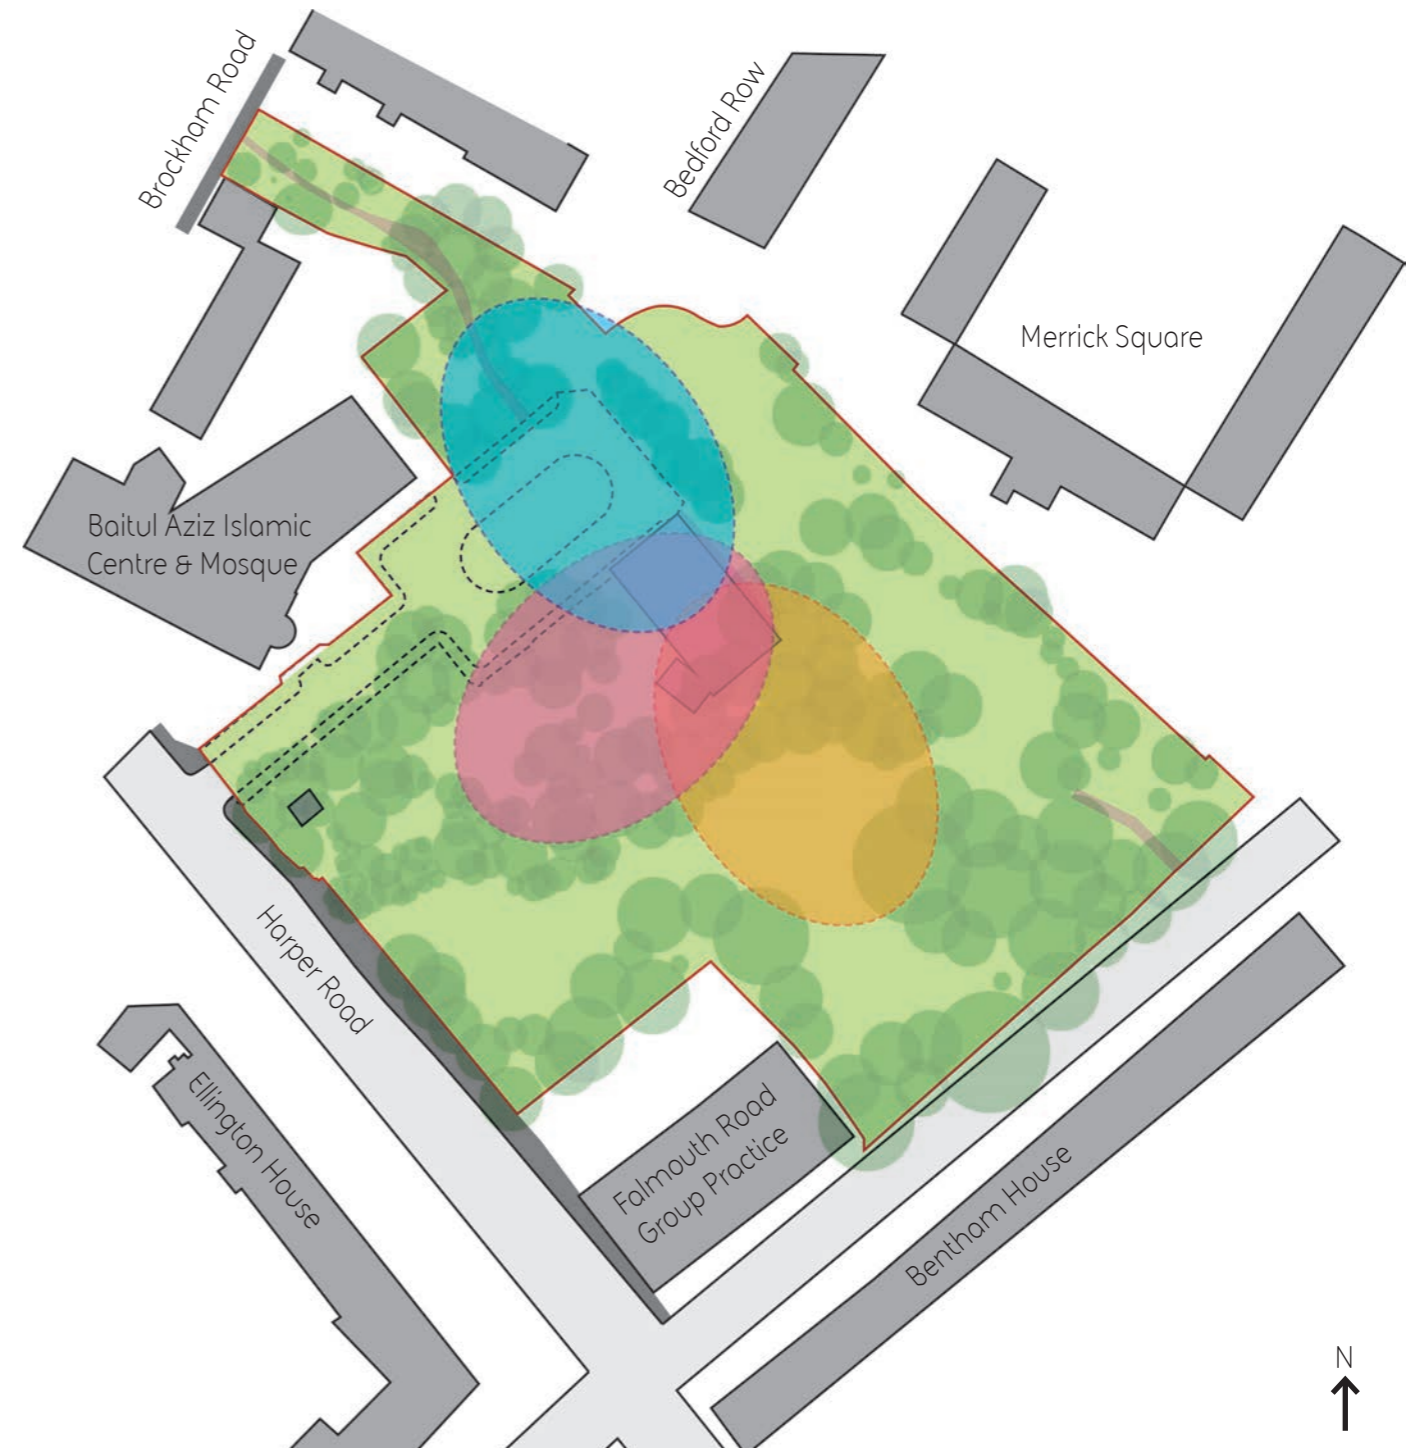 Brockham Road
Bedford Row
Merrick Square
Baitul Aziz Islamic
Centre & Mosque
Harper Road
Ellington House
Falmouth Road
Group Practice
Bentham House
N